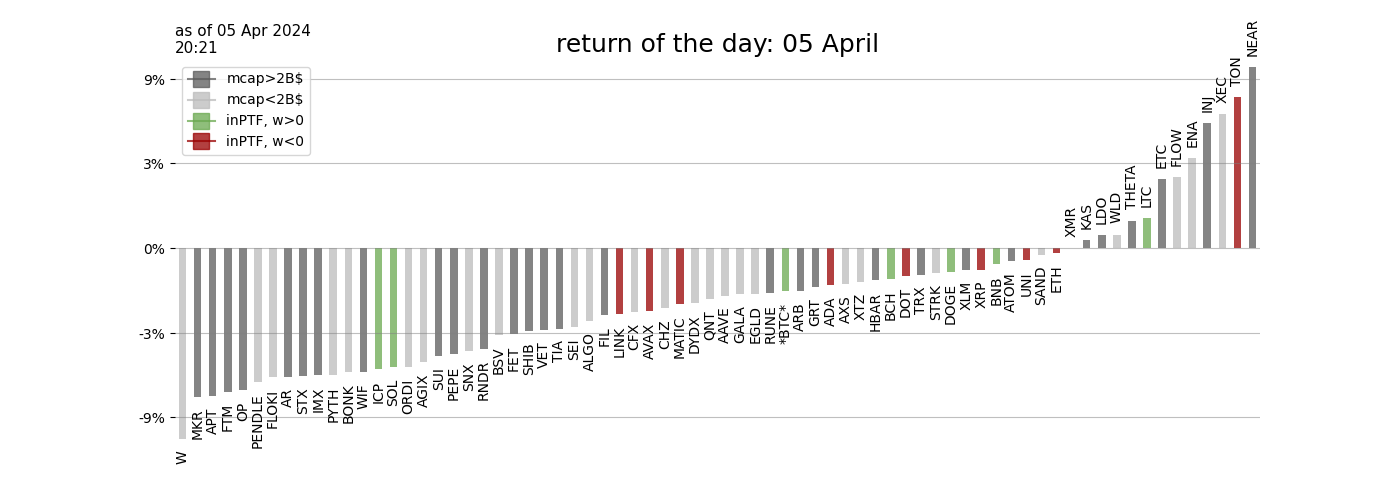 as of 05 Apr 2024
20:21
return of the day: 05 April
mcap>2B$
mcap<2B$
inPTF, w>0
inPTF, w<0
9%
3%
0%
-3%
-9%
W
MKR
APT
FTM
OP
PENDLE
FLOKI
AR
STX
IMX
PYTH
BONK
WIF
ICP
SOL
ORDI
AGIX
SUI
PEPE
SNX
RNDR
BSV
FET
SHIB
VET
TIA
SEI
ALGO
FIL
LINK
CFX
AVAX
CHZ
MATIC
DYDX
QNT
AAVE
GALA
EGLD
RUNE
*BTC*
ARB
GRT
ADA
AXS
XTZ
HBAR
BCH
DOT
TRX
STRK
DOGE
XLM
XRP
BNB
ATOM
UNI
SAND
ETH
XMR
KAS
LDO
WLD
THETA
LTC
ETC
FLOW
ENA
INJ
XEC
TON
NEAR